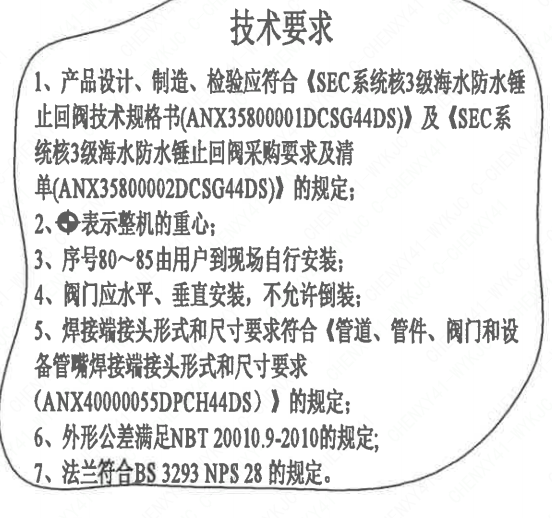 技术要求
1、产品设计、制造、检验应符合《SEC系统核3级海水防水锤
止回阀技术规格书(ANX35800001DCSG44DS)》及《SEC系
统核3级海水防水锤止回阀采购要求及清
单(ANX35800002DCSG44DS)》的规定；
2、表示整机的重心；
3、序号80～85由用户到现场自行安装；
4、阀门应水平、垂直安装，不允许倒装；
5、焊接端接头形式和尺寸要求符合《管道、管件、阀门和设
备管嘴焊接端接头形式和尺寸要求
（ANX40000055DPCH44DS）》的规定；
6、外形公差满足NBT 20010.9-2010的规定;
7、法兰符合BS 3293 NPS 28 的规定。